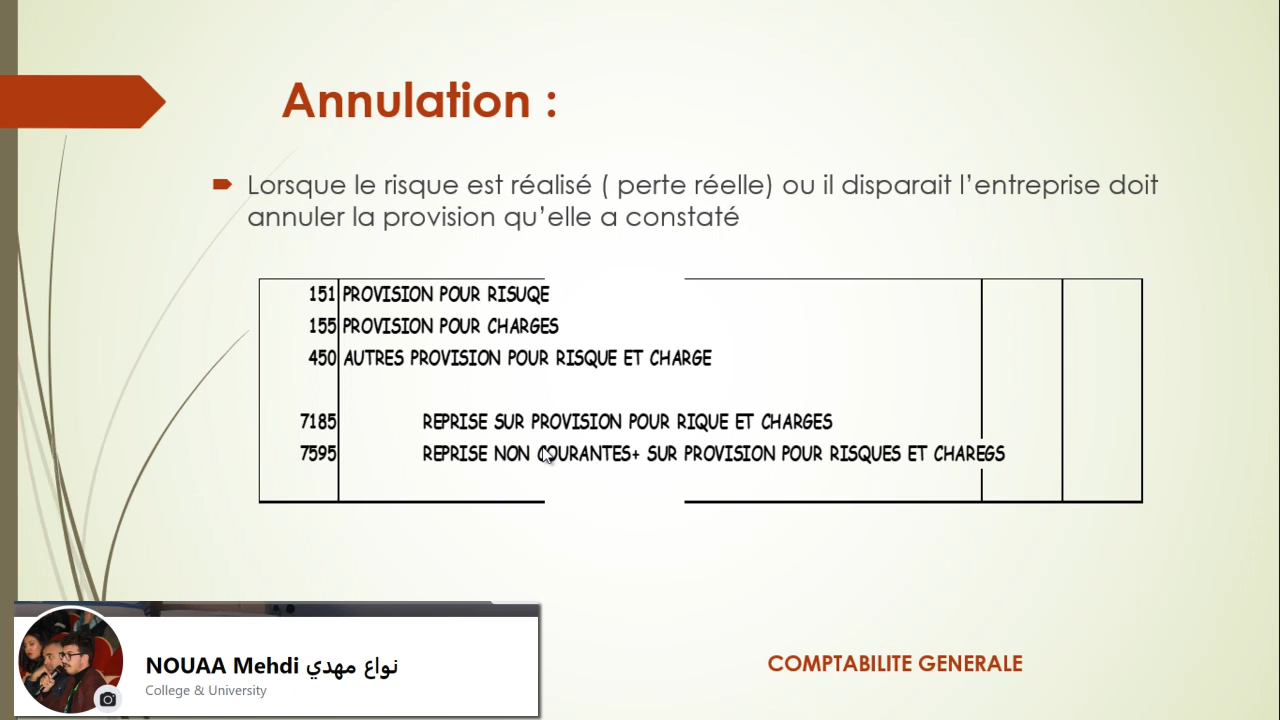 Annulation :
Lorsque le risque est réalisé ( perte réelle) ou il disparait l’entreprise doit
annuler la provision qu’elle a constaté
151 PROVISION POUR RISUQE
155 PROVISION POUR CHARGES
450 AUTRES PROVISION POUR RISQUE ET CHARGE
7185 REPRISE SUR PROVISION POUR RIQUE ET CHARGES
7595 REPRISE NON COURANTES+ SUR PROVISION POUR RISQUES ET CHAREGS
NOUAA Mehdi نواع مهدي
College & University
COMPTABILITE GENERALE